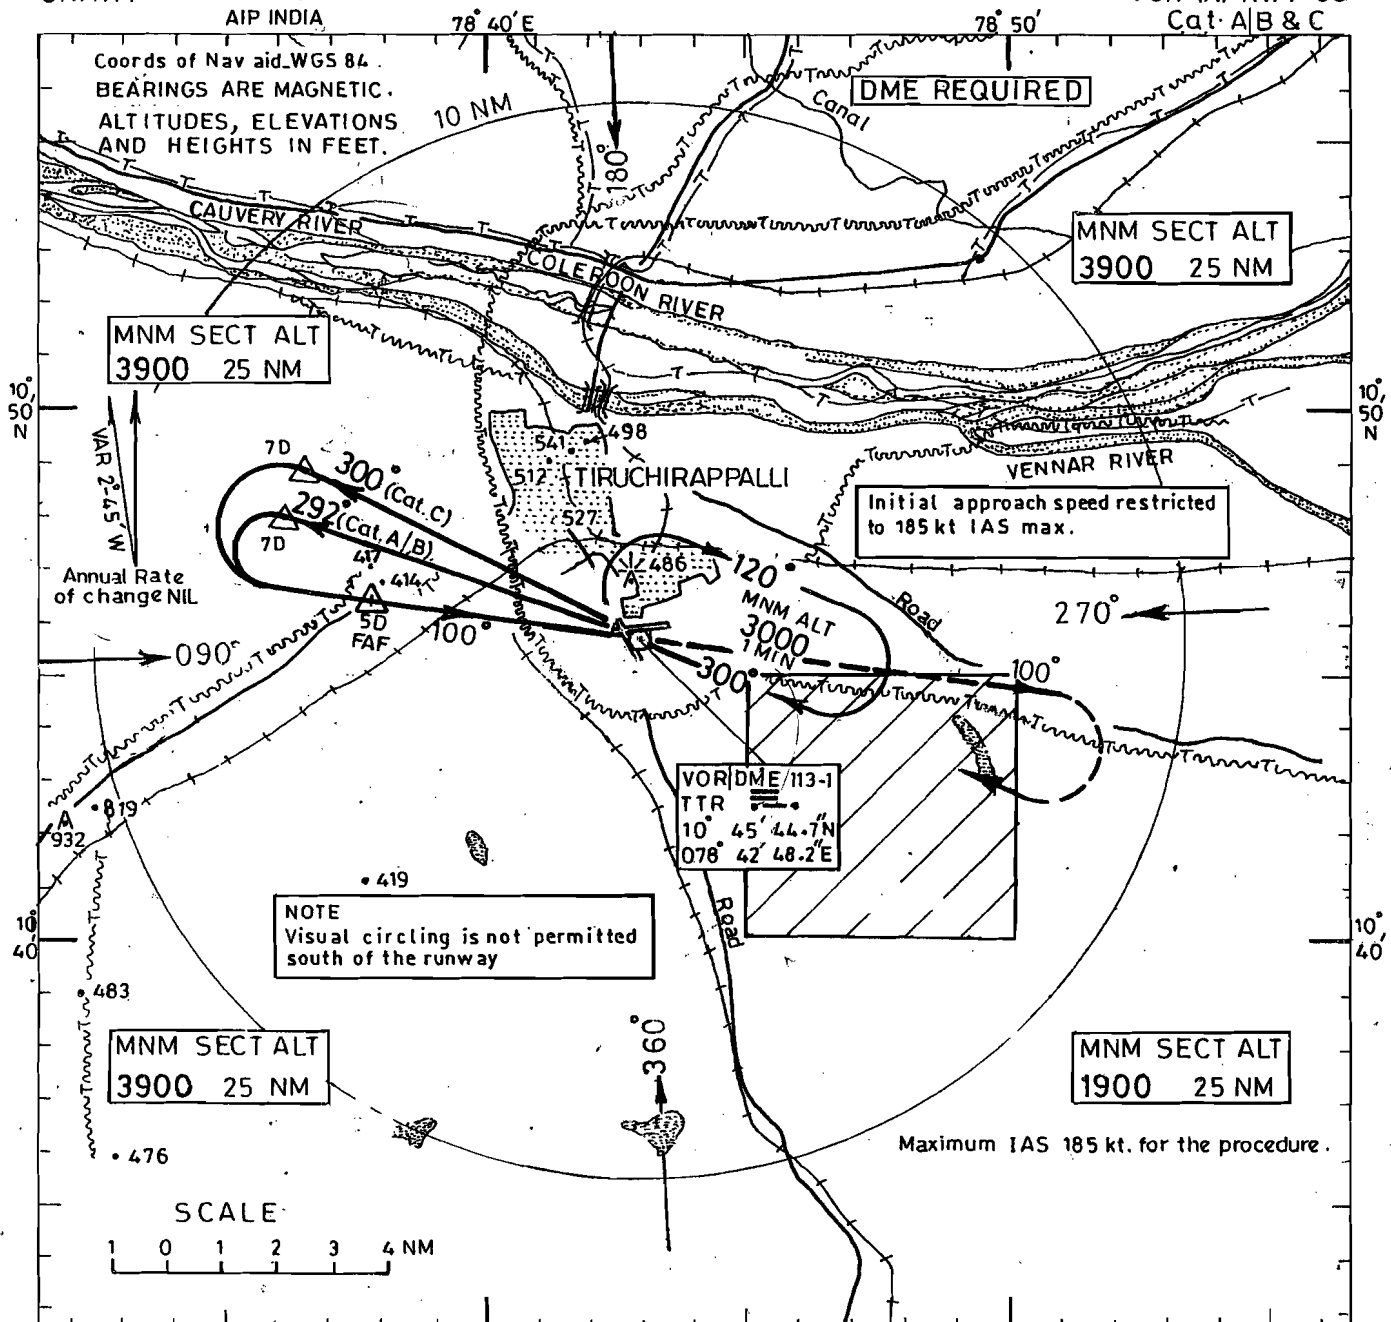 AIP INDIA
78° 40' E
78° 50'
Cat. A/B & C
Coords of Nav aid WGS 84.
BEARINGS ARE MAGNETIC.
ALTITUDES, ELEVATIONS
AND HEIGHTS IN FEET.
10 NM
180°
Canal
DME REQUIRED
CAUVERY RIVER
COLEROON RIVER
MNM SECT ALT
3900 25 NM
MNM SECT ALT
3900 25 NM
10° 50' N
10° 50' N
VAR 2°-45' W
Annual Rate
of change NIL
7D
300° (Cat. C)
292° (Cat. A/B)
7D
417
414
5D
FAF
100°
090°
541
498
512
TIRUCHIRAPPALLI
527
486
VENNAR RIVER
Initial approach speed restricted
to 185 kt IAS max.
120°
MNM ALT
3000
1 MIN
300°
Road
270°
100°
VOR/DME 113-1
TTR
10° 45' 44.7"N
078° 42' 48.2"E
819
932
419
NOTE
Visual circling is not permitted
south of the runway
Road
10° 40'
10° 40'
483
360°
MNM SECT ALT
3900 25 NM
MNM SECT ALT
1900 25 NM
476
Maximum IAS 185 kt. for the procedure.
SCALE
1 0 1 2 3 4 NM